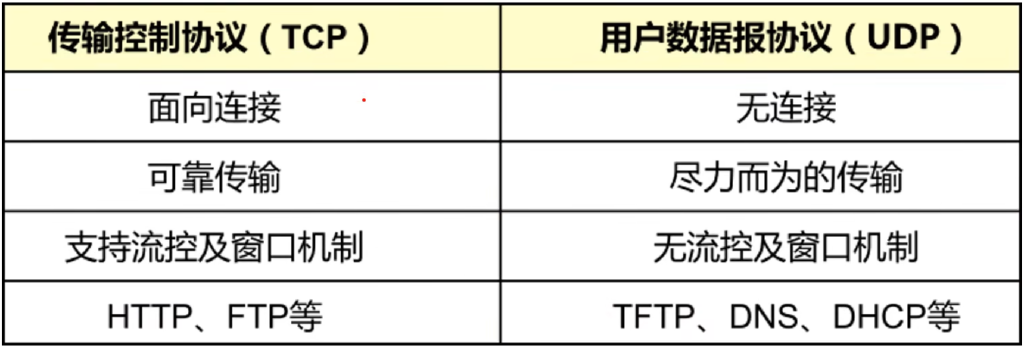 传输控制协议（TCP） 用户数据报协议（UDP）
面向连接 无连接
可靠传输 尽力而为的传输
支持流控及窗口机制 无流控及窗口机制
HTTP、FTP等 TFTP、DNS、DHCP等